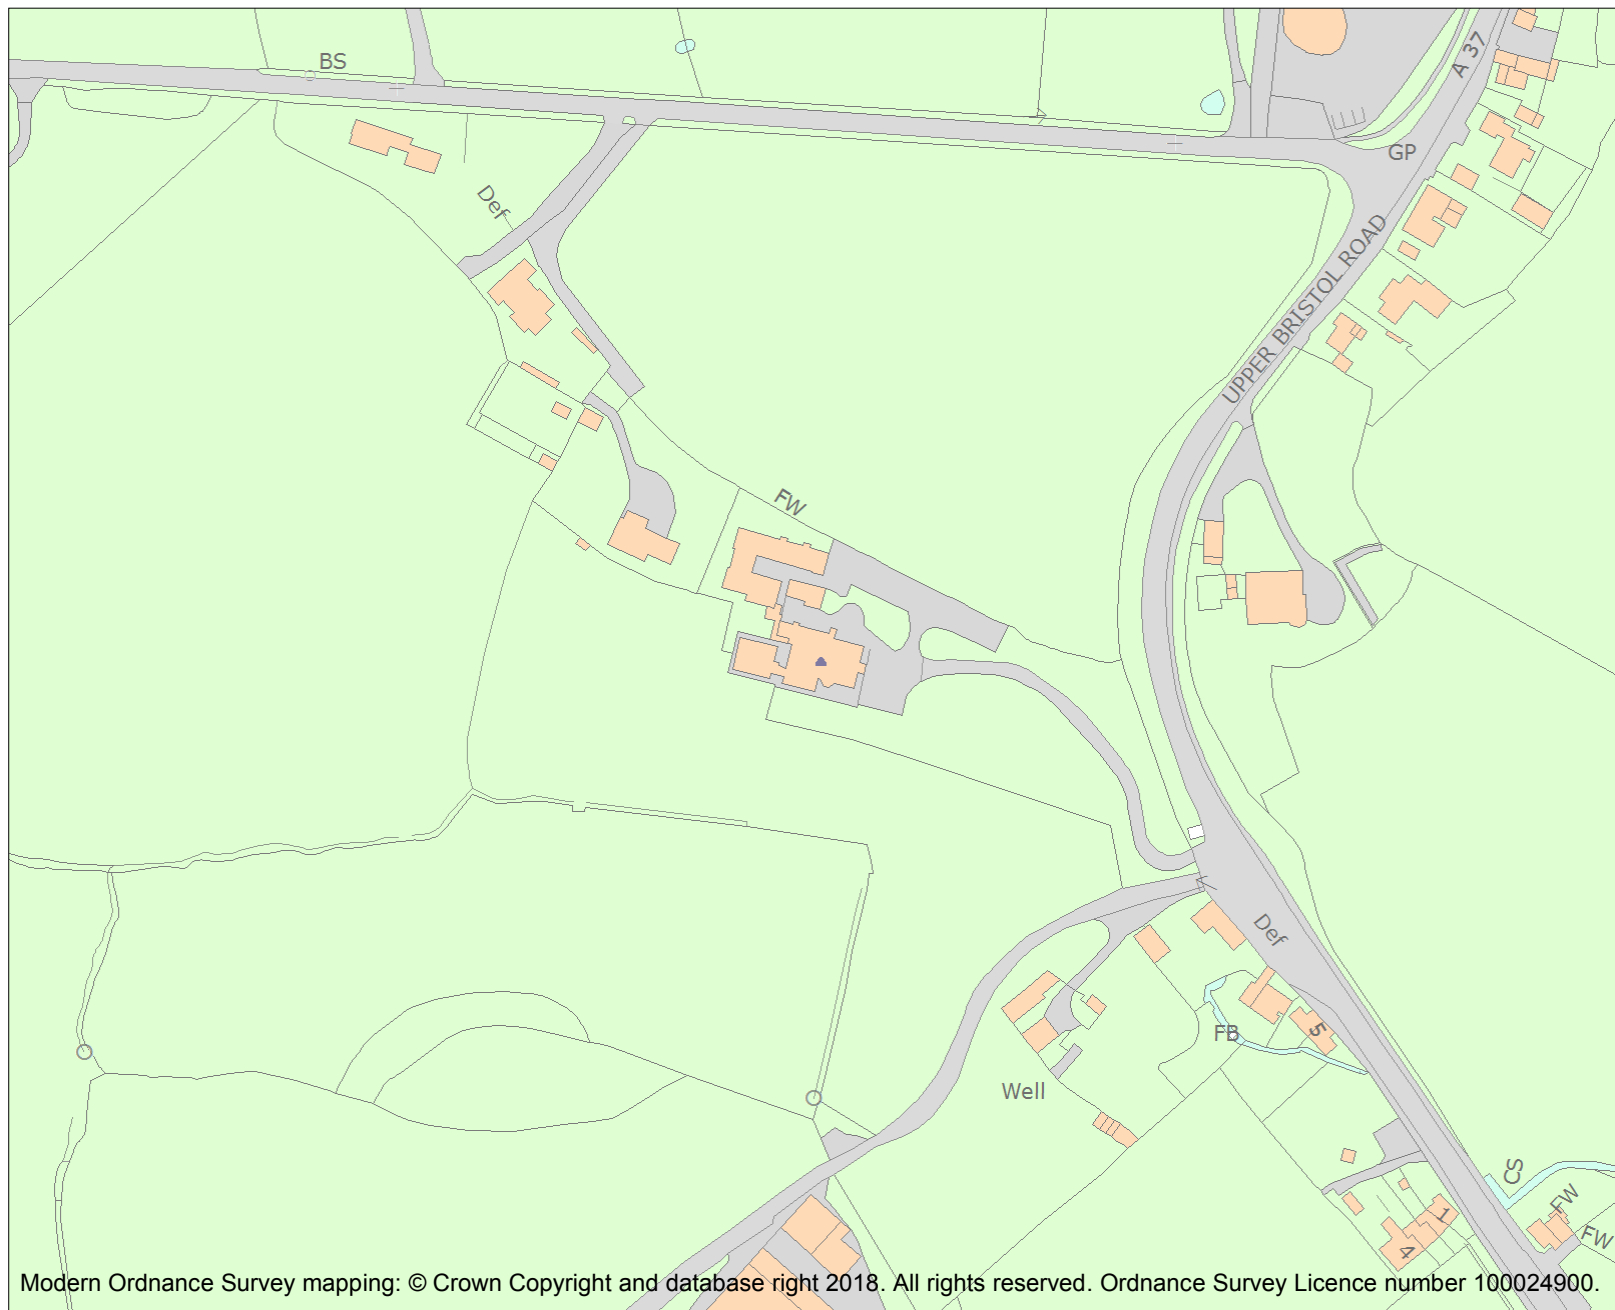 BS
A 37
GP
Def
UPPER BRISTOL ROAD
FW
Def
5
FB
Well
CS
FW
1
FW
4
Modern Ordnance Survey mapping: © Crown Copyright and database right 2018. All rights reserved. Ordnance Survey Licence number 100024900.